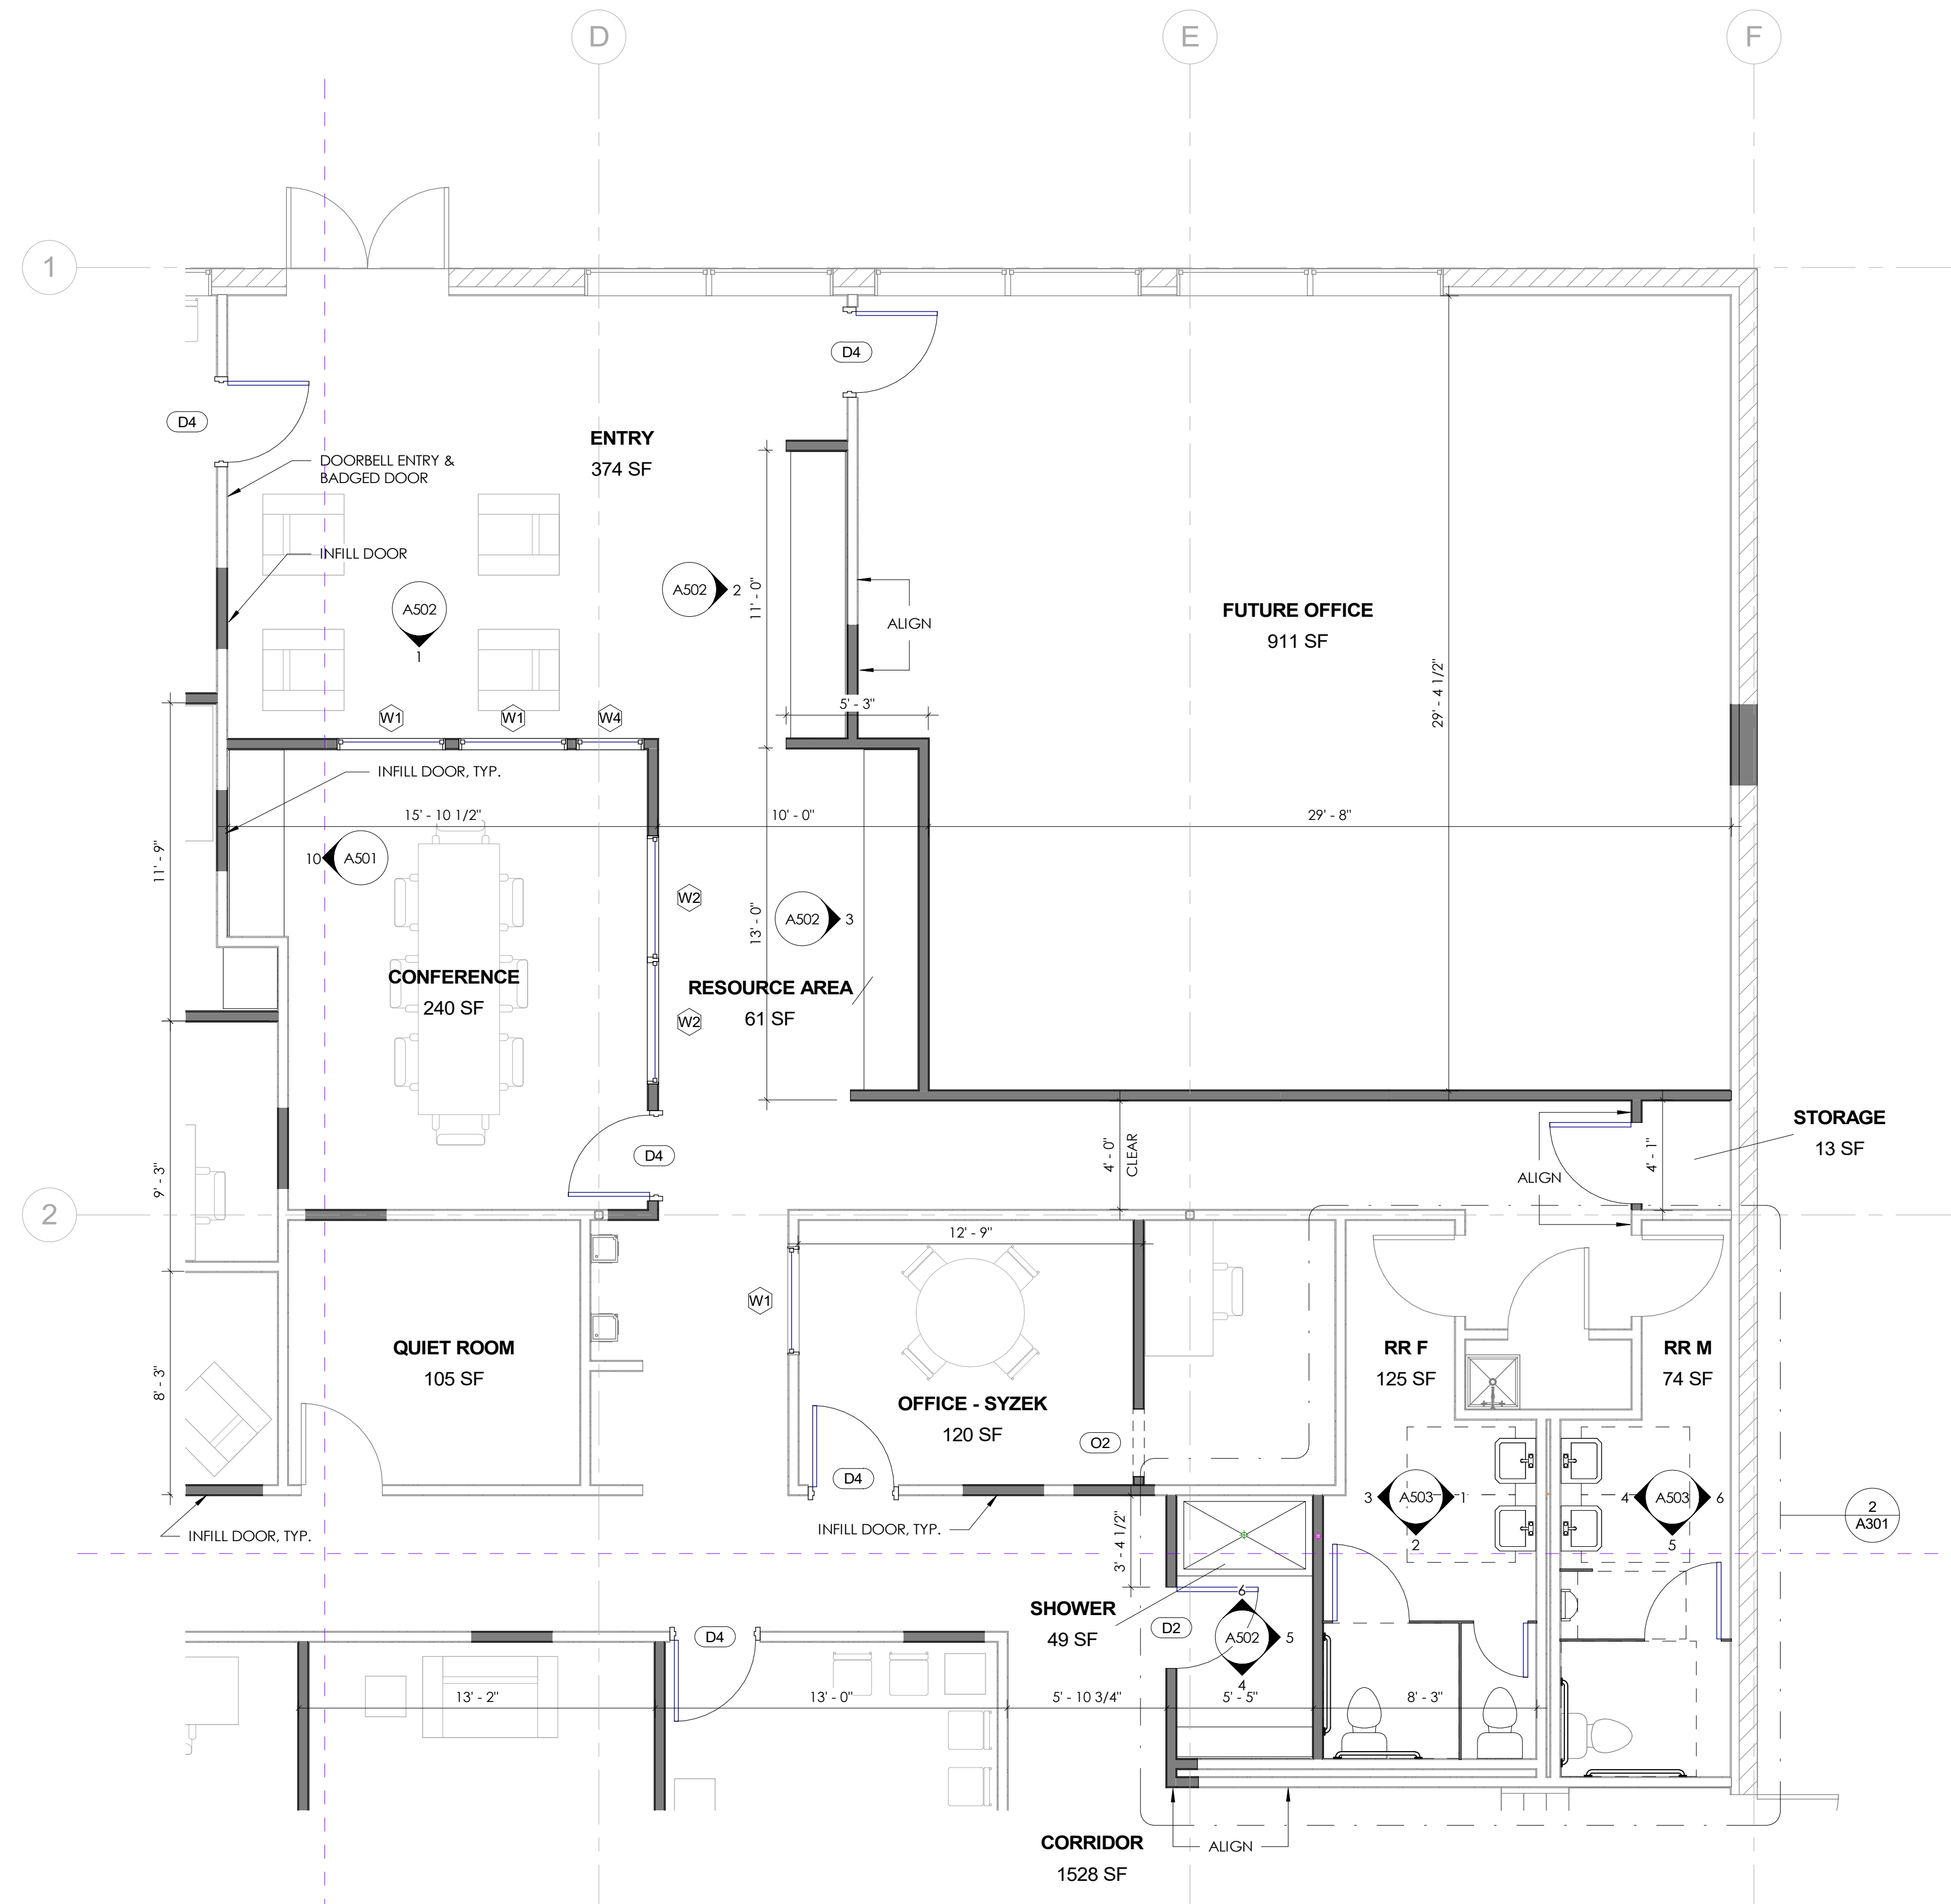 D
E
F
1
D4
D4
ENTRY
374 SF
DOORBELL ENTRY &
BADGED DOOR
INFILL DOOR
A502
1
A502
2
11' - 0"
ALIGN
FUTURE OFFICE
911 SF
29' - 4 1/2"
5' - 3"
W1
W1
W4
INFILL DOOR, TYP.
15' - 10 1/2"
10' - 0"
29' - 8"
11' - 9"
10
A501
W2
A502
3
13' - 0"
CONFERENCE
240 SF
RESOURCE AREA
61 SF
W2
STORAGE
13 SF
4' - 0"
CLEAR
4' - 1"
ALIGN
D4
9' - 3"
2
12' - 9"
W1
QUIET ROOM
105 SF
8' - 3"
OFFICE - SYZEK
120 SF
RR F
125 SF
RR M
74 SF
O2
D4
3
A503
1
2
4
A503
6
5
2
A301
INFILL DOOR, TYP.
INFILL DOOR, TYP.
3' - 4 1/2"
SHOWER
49 SF
6
D2
A502
5
4
D4
13' - 2"
13' - 0"
5' - 10 3/4"
5' - 5"
8' - 3"
CORRIDOR
1528 SF
ALIGN